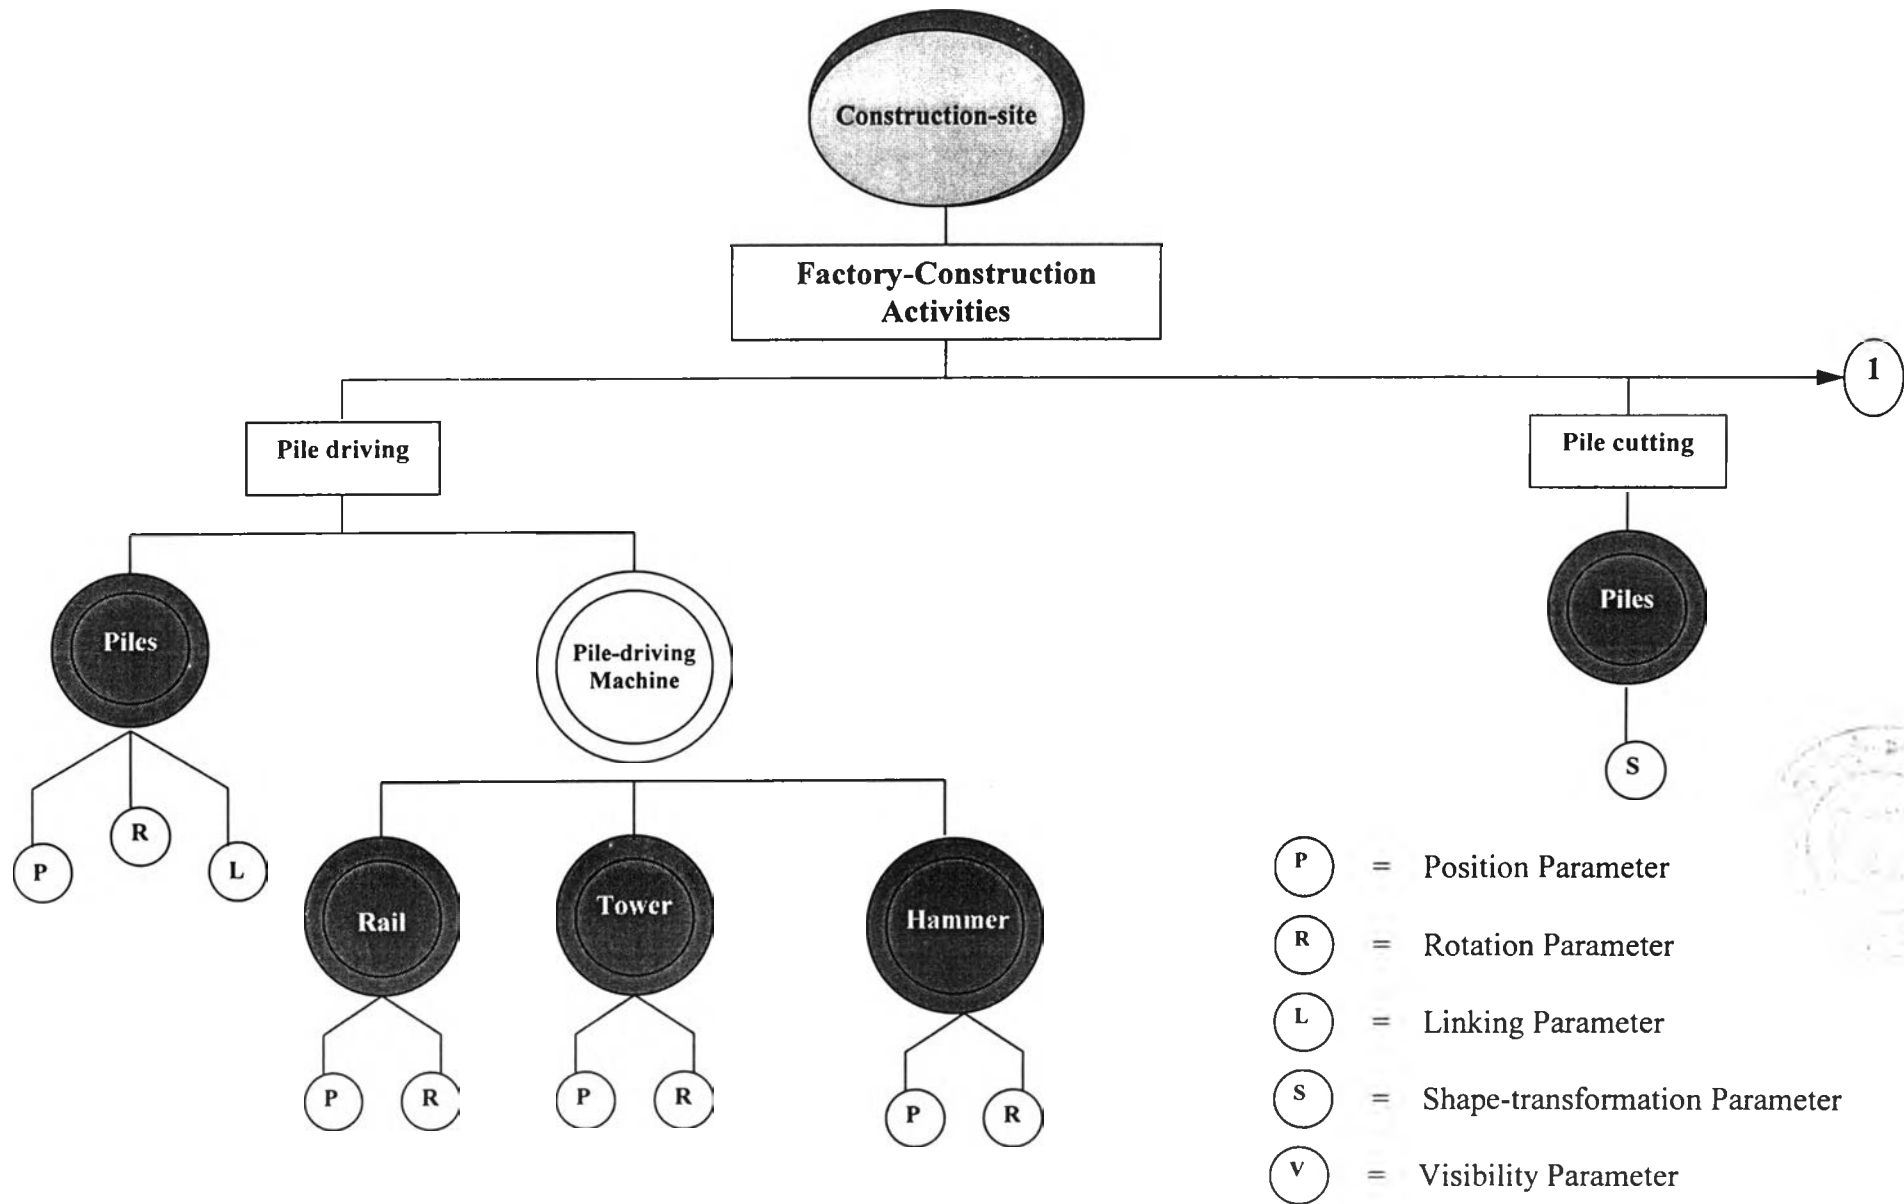 Construction-site
Factory-Construction
Activities
1
Pile driving
Pile cutting
Piles
Pile-driving
Machine
Piles
S
P
R
L
Rail
Tower
Hammer
P
R
P
R
P
R
P = Position Parameter
R = Rotation Parameter
L = Linking Parameter
S = Shape-transformation Parameter
V = Visibility Parameter